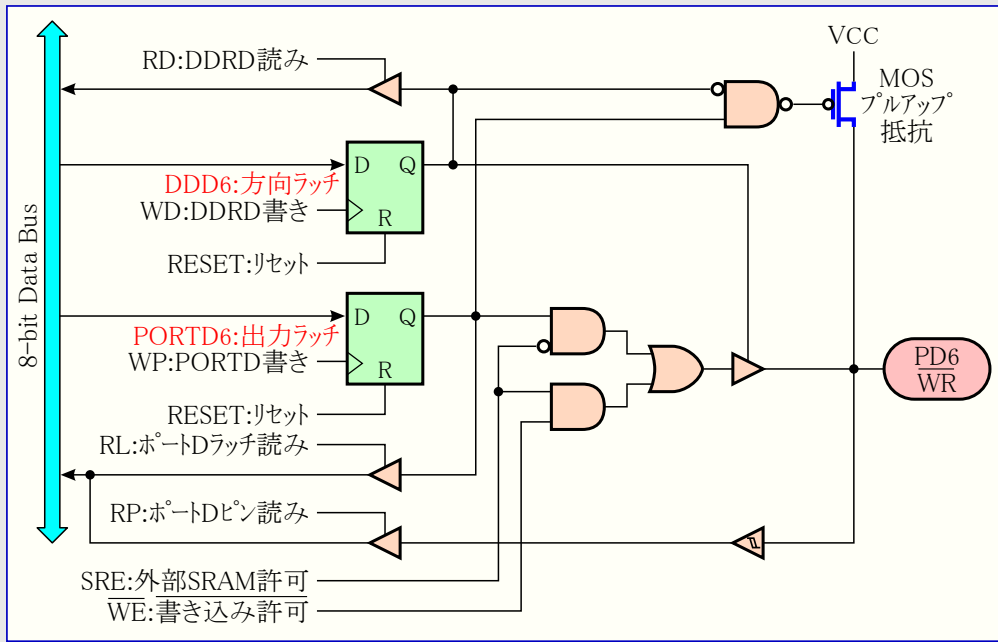 VCC
RD:DDRD読み
MOS
プルアップ
抵抗
D Q
DDD6:方向ラッチ
WD:DDRD書き
R
RESET:リセット
8-bit Data Bus
D Q
PORTD6:出力ラッチ
WP:PORTD書き
R
PD6
WR
RESET:リセット
RL:ポートDラッチ読み
RP:ポートDピン読み
SRE:外部SRAM許可
WE:書き込み許可